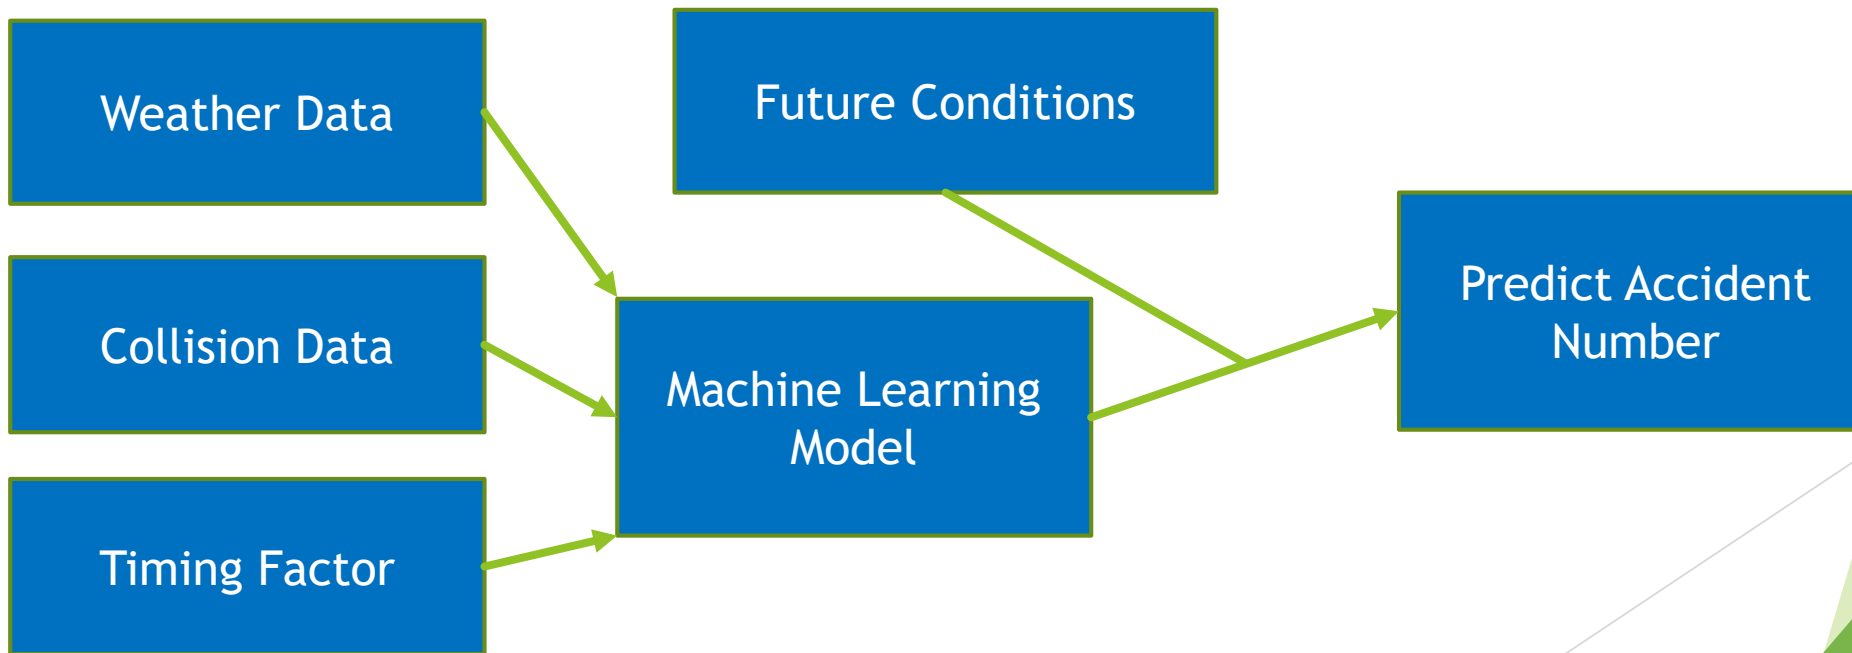 Weather Data
Future Conditions
Collision Data
Machine Learning
Model
Predict Accident
Number
Timing Factor